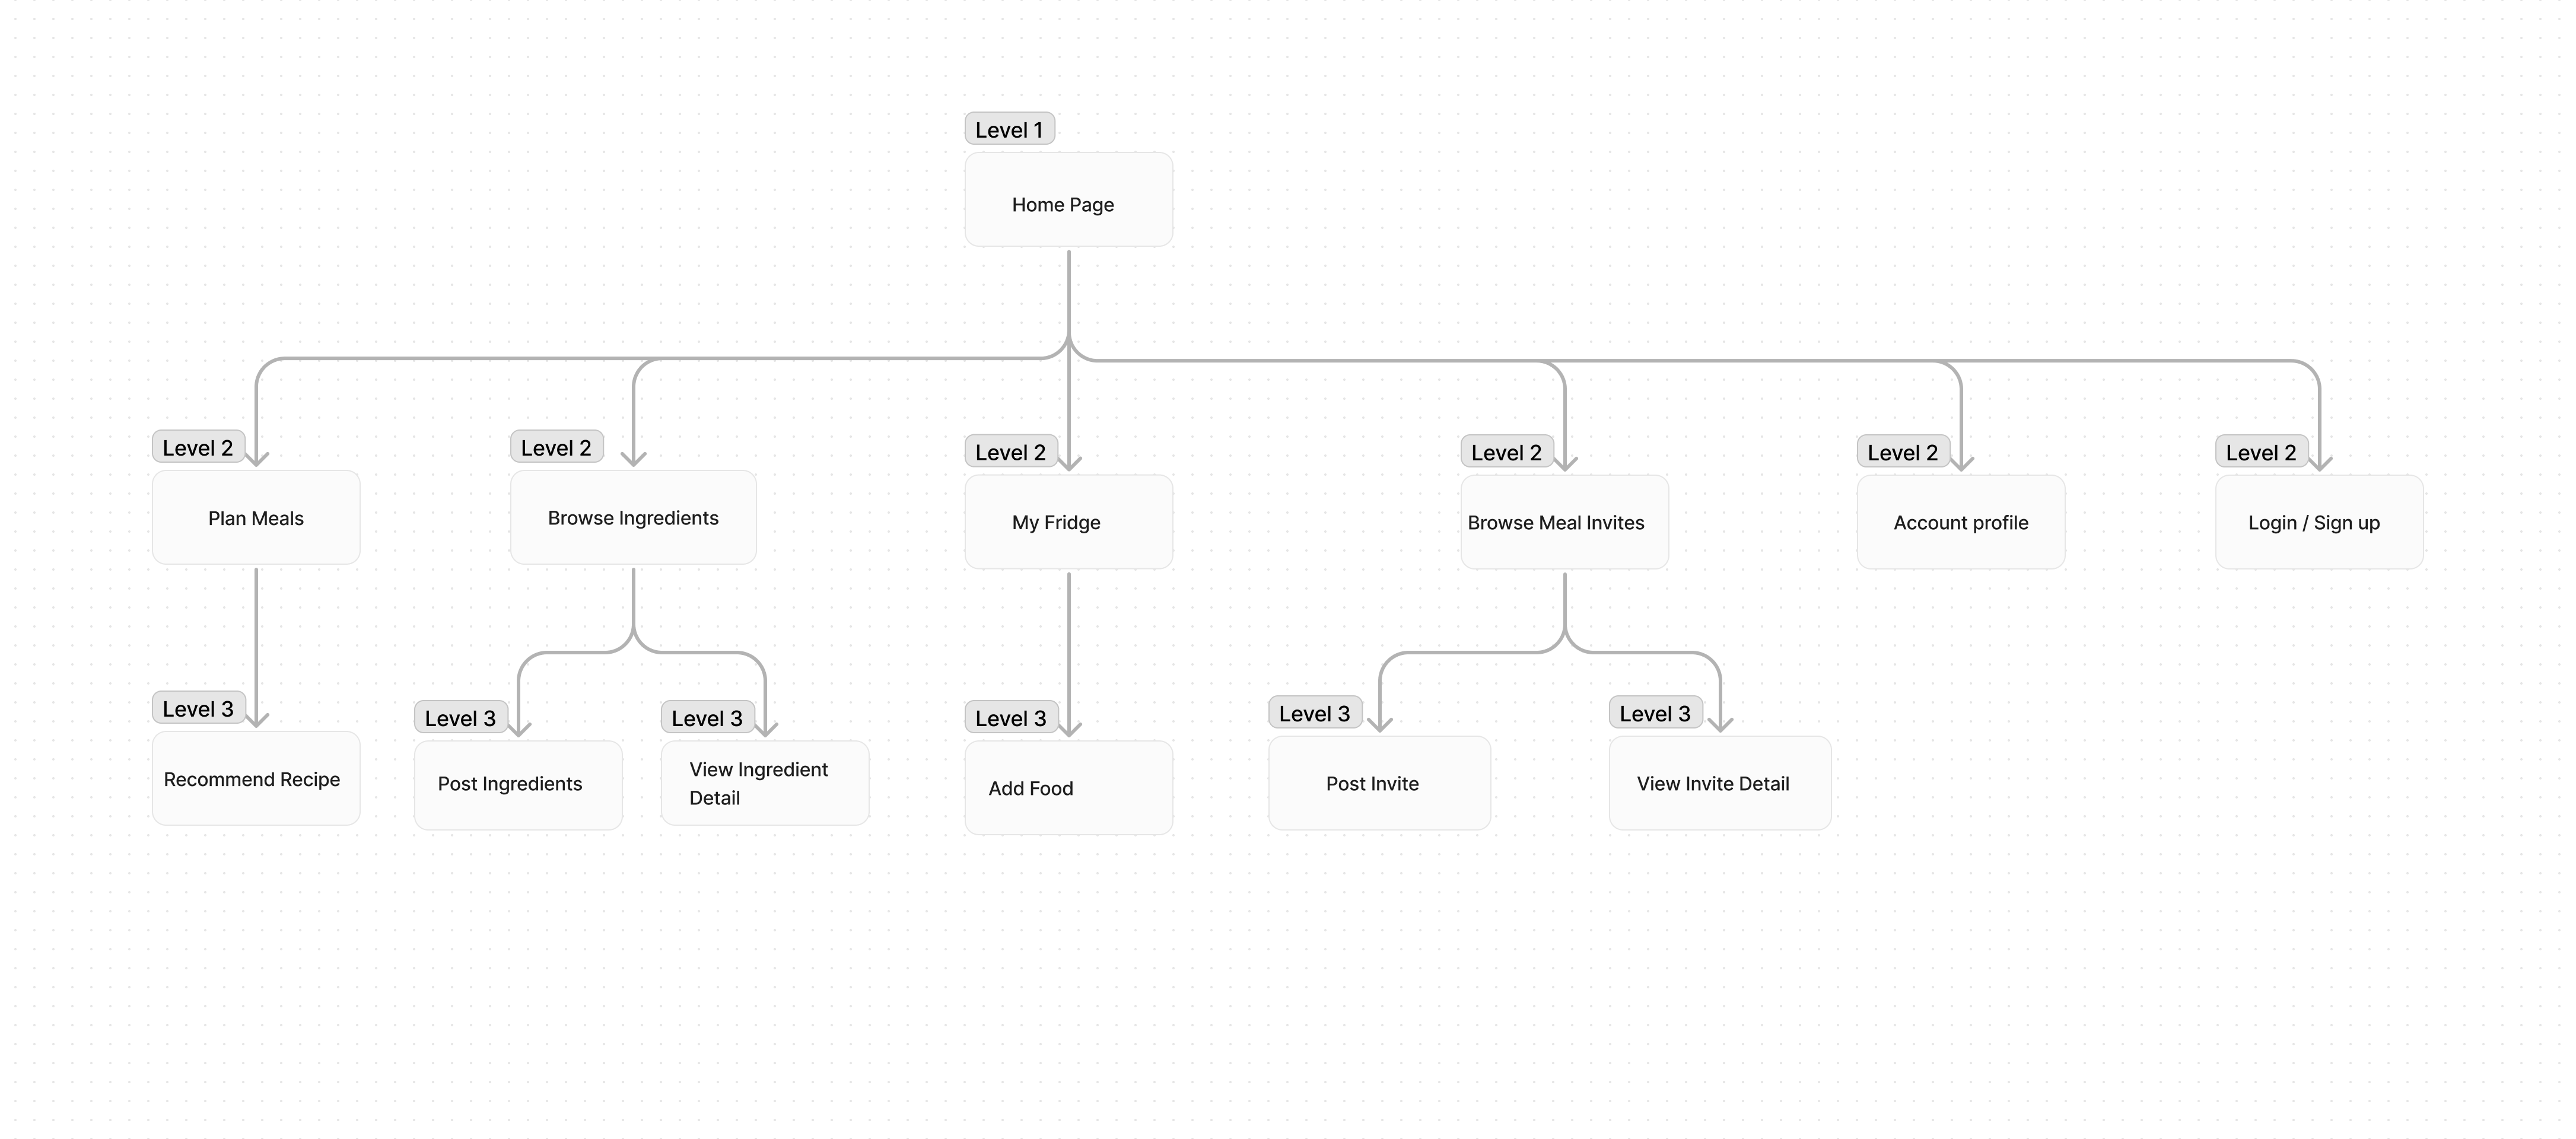 Level 1
Home Page
Level 2
Plan Meals
Level 2
Browse Ingredients
Level 2
My Fridge
Level 2
Browse Meal Invites
Level 2
Account profile
Level 2
Login / Sign up
Level 3
Recommend Recipe
Level 3
Post Ingredients
Level 3
View Ingredient
Detail
Level 3
Add Food
Level 3
Post Invite
Level 3
View Invite Detail